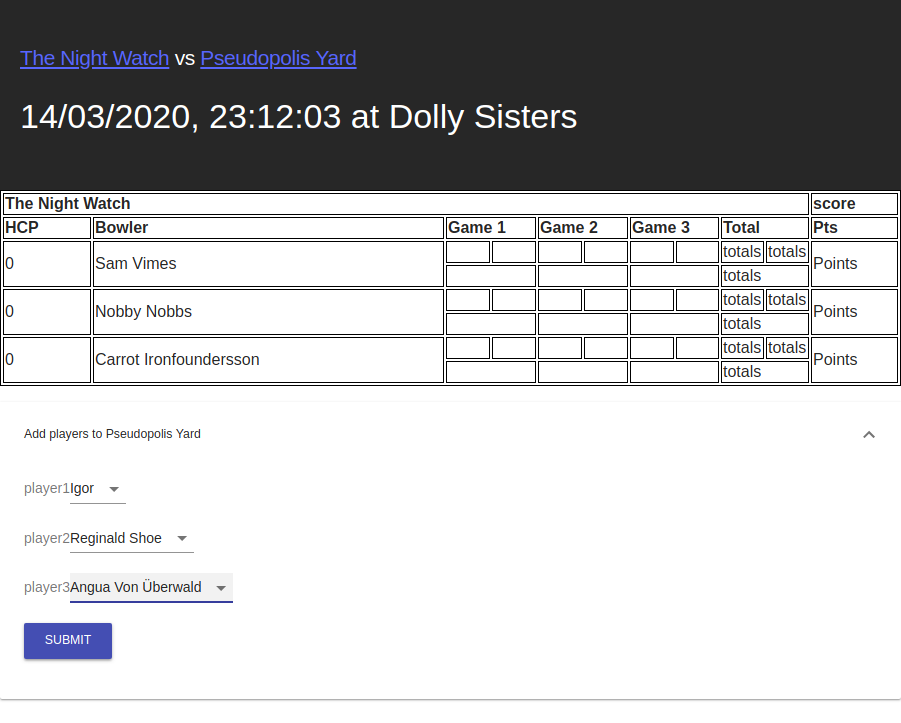 The Night Watch vs Pseudopolis Yard
14/03/2020, 23:12:03 at Dolly Sisters
The Night Watch score
HCP Bowler Game 1 Game 2 Game 3 Total Pts
0 Sam Vimes totals totals Points
totals
0 Nobby Nobbs totals totals Points
totals
0 Carrot Ironfoundersson totals totals Points
totals
Add players to Pseudopolis Yard
player1 Igor
player2 Reginald Shoe
player3 Angua Von Überwald
SUBMIT